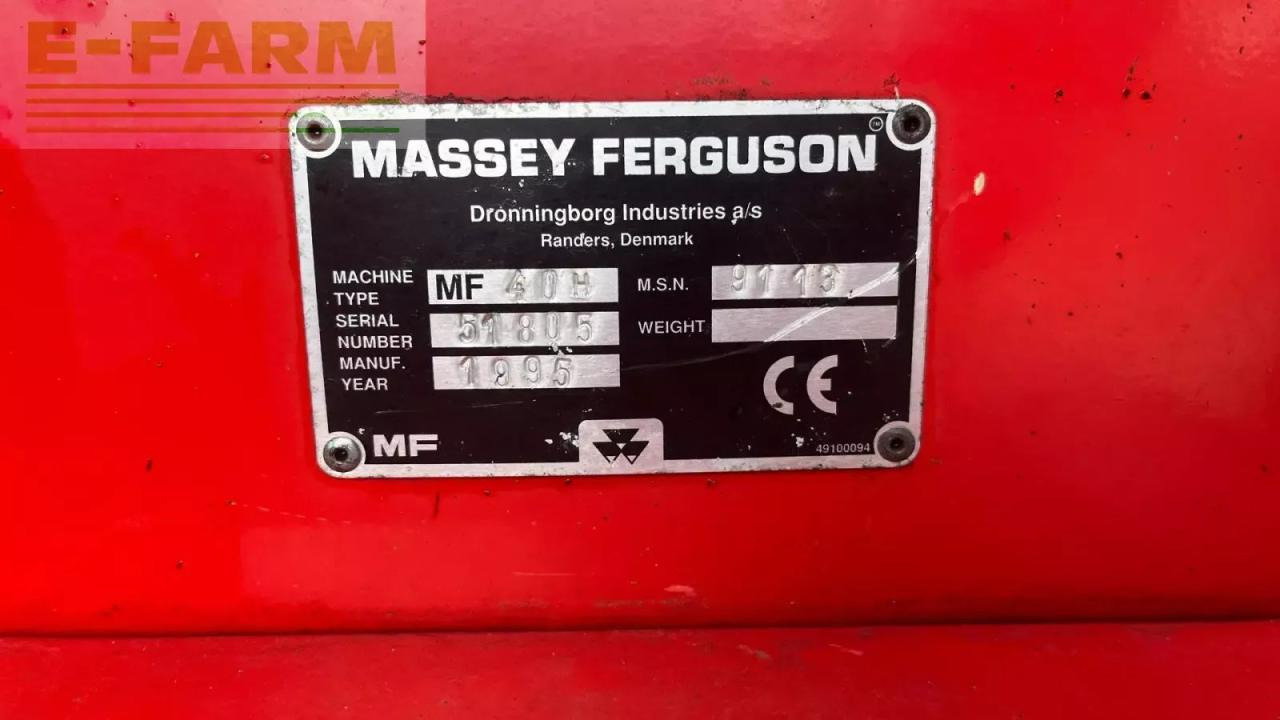 E-FARM
MASSEY FERGUSON TM
Dronningborg Industries a/s
Randers, Denmark
MACHINE TYPE MF 40H M.S.N. 9113
SERIAL NUMBER 51805 WEIGHT
MANUF. YEAR 1995 CE
MF 49100094